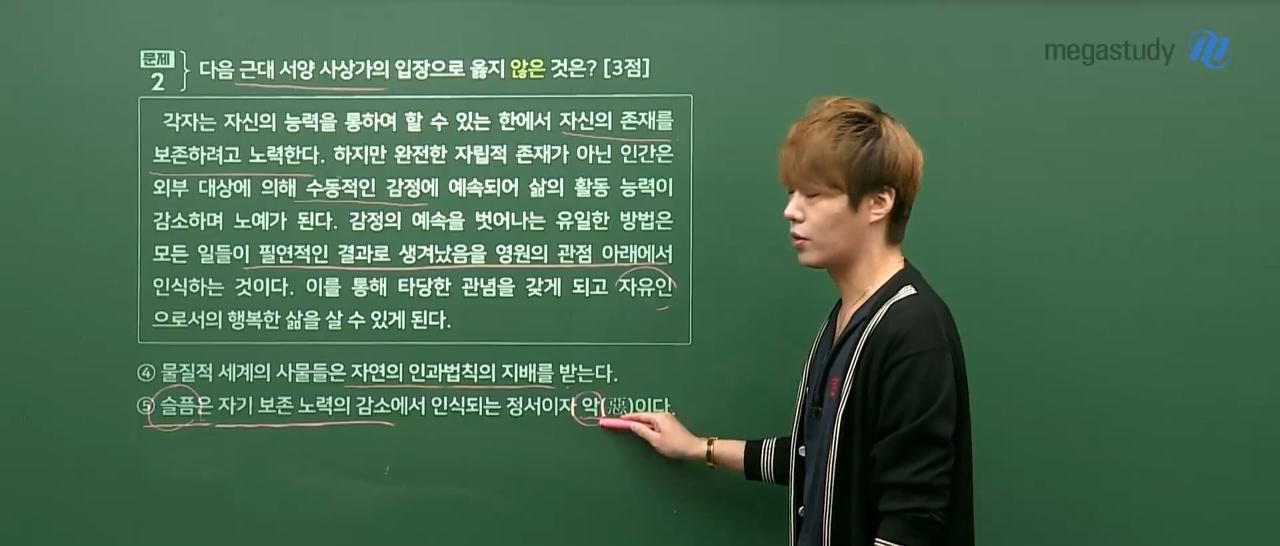 megastudy
문제
2
다음 근대 서양 사상가의 입장으로 옳지 않은 것은? [3점]
각자는 자신의 능력을 통하여 할 수 있는 한에서 자신의 존재를
보존하려고 노력한다. 하지만 완전한 자립적 존재가 아닌 인간은
외부 대상에 의해 수동적인 감정에 예속되어 삶의 활동 능력이
감소하며 노예가 된다. 감정의 예속을 벗어나는 유일한 방법은
모든 일들이 필연적인 결과로 생겨났음을 영원의 관점 아래에서
인식하는 것이다. 이를 통해 타당한 관념을 갖게 되고 자유인
으로서의 행복한 삶을 살 수 있게 된다.
④ 물질적 세계의 사물들은 자연의 인과법칙의 지배를 받는다.
⑤ 슬픔은 자기 보존 노력의 감소에서 인식되는 정서이자 악(惡)이다.